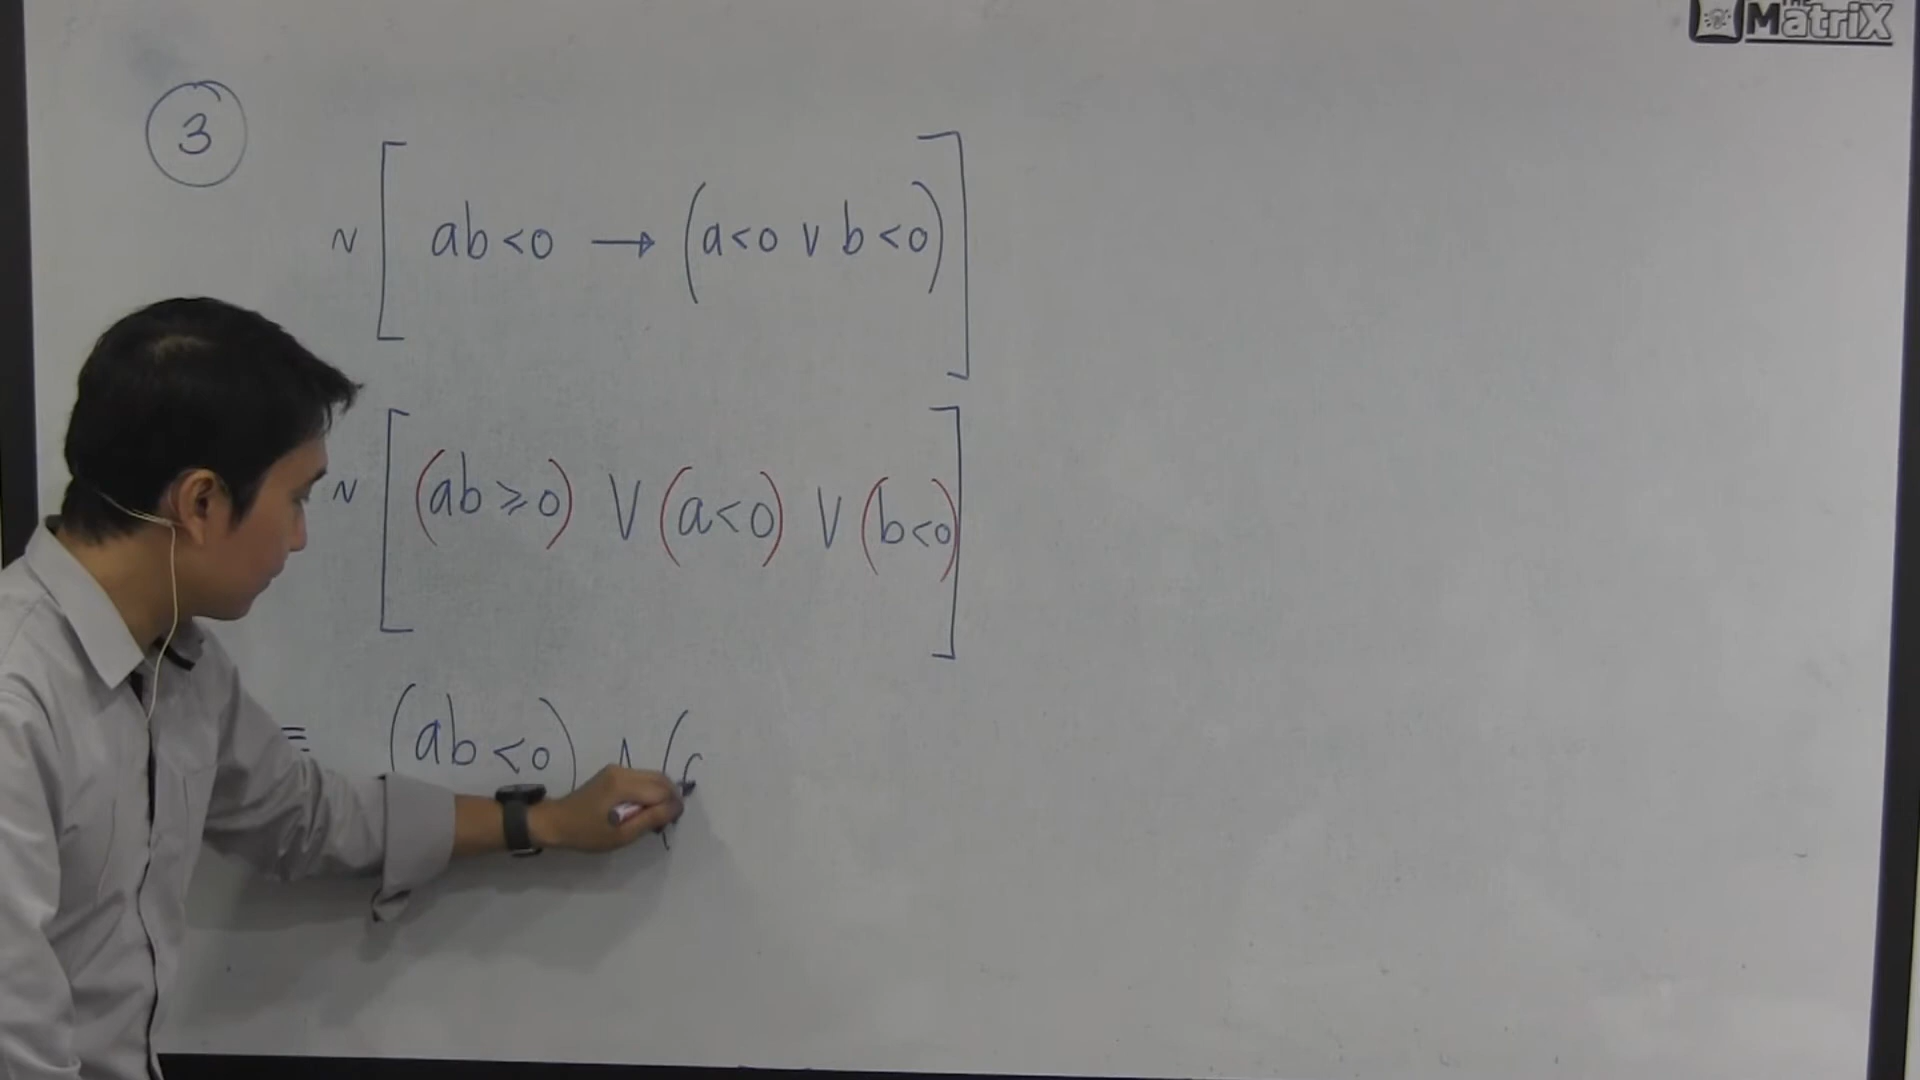 THE
MatriX
3
~ [ ab<0 → (a<0 ∨ b<0) ]
~ [ (ab⩾0) ∨ (a<0) ∨ (b<0) ]
≡ (ab<0) ∧ (